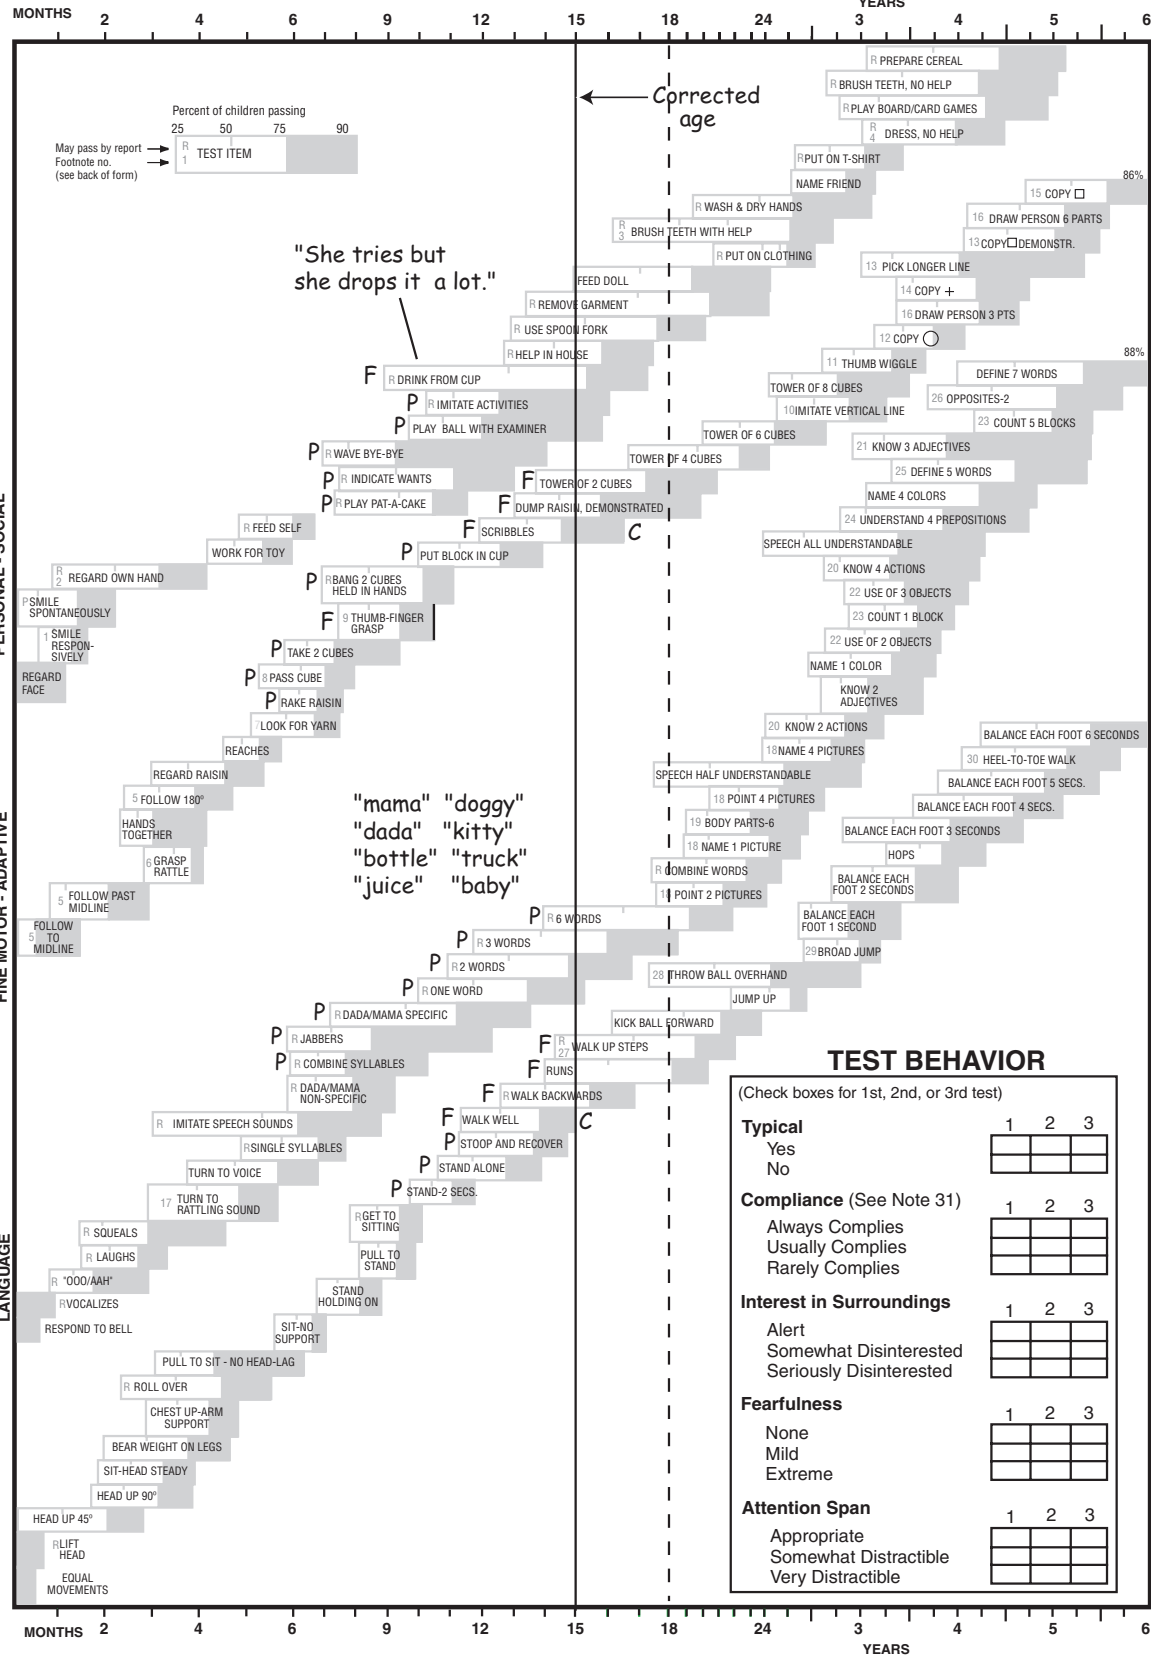 YEARS
MONTHS 2 4 6 9 12 15 18 24 3 4 5 6
R PREPARE CEREAL
R BRUSH TEETH, NO HELP
Corrected
age
R PLAY BOARD/CARD GAMES
Percent of children passing
25 50 75 90
R
4 DRESS, NO HELP
May pass by report
Footnote no.
(see back of form)
R
1 TEST ITEM
R PUT ON T-SHIRT
NAME FRIEND
86%
15 COPY □
R WASH & DRY HANDS
16 DRAW PERSON 6 PARTS
R
3 BRUSH TEETH WITH HELP
13 COPY □ DEMONSTR.
"She tries but
she drops it a lot."
R PUT ON CLOTHING
13 PICK LONGER LINE
FEED DOLL
14 COPY +
R REMOVE GARMENT
16 DRAW PERSON 3 PTS
R USE SPOON FORK
12 COPY ○
R HELP IN HOUSE
88%
11 THUMB WIGGLE
F R DRINK FROM CUP
DEFINE 7 WORDS
TOWER OF 8 CUBES
26 OPPOSITES-2
P R IMITATE ACTIVITIES
10 IMITATE VERTICAL LINE
23 COUNT 5 BLOCKS
P PLAY BALL WITH EXAMINER
TOWER OF 6 CUBES
21 KNOW 3 ADJECTIVES
P R WAVE BYE-BYE
TOWER OF 4 CUBES
25 DEFINE 5 WORDS
P R INDICATE WANTS
F TOWER OF 2 CUBES
NAME 4 COLORS
P R PLAY PAT-A-CAKE
F DUMP RAISIN, DEMONSTRATED
24 UNDERSTAND 4 PREPOSITIONS
R FEED SELF
F SCRIBBLES C
SPEECH ALL UNDERSTANDABLE
WORK FOR TOY
P PUT BLOCK IN CUP
20 KNOW 4 ACTIONS
R
2 REGARD OWN HAND
P R BANG 2 CUBES
HELD IN HANDS
22 USE OF 3 OBJECTS
PERSONAL - SOCIAL
P SMILE
SPONTANEOUSLY
F 9 THUMB-FINGER
GRASP
23 COUNT 1 BLOCK
1 SMILE
RESPON-
SIVELY
P TAKE 2 CUBES
22 USE OF 2 OBJECTS
REGARD
FACE
P 8 PASS CUBE
NAME 1 COLOR
P RAKE RAISIN
KNOW 2
ADJECTIVES
7 LOOK FOR YARN
20 KNOW 2 ACTIONS
BALANCE EACH FOOT 6 SECONDS
REACHES
18 NAME 4 PICTURES
30 HEEL-TO-TOE WALK
REGARD RAISIN
SPEECH HALF UNDERSTANDABLE
BALANCE EACH FOOT 5 SECS.
5 FOLLOW 180º
18 POINT 4 PICTURES
BALANCE EACH FOOT 4 SECS.
HANDS
TOGETHER
"mama" "doggy"
"dada" "kitty"
"bottle" "truck"
"juice" "baby"
19 BODY PARTS-6
BALANCE EACH FOOT 3 SECONDS
6 GRASP
RATTLE
18 NAME 1 PICTURE
HOPS
R COMBINE WORDS
BALANCE EACH
FOOT 2 SECONDS
FINE MOTOR - ADAPTIVE
5 FOLLOW PAST
MIDLINE
18 POINT 2 PICTURES
5 FOLLOW
TO
MIDLINE
P R 6 WORDS
BALANCE EACH
FOOT 1 SECOND
P R 3 WORDS
29 BROAD JUMP
P R 2 WORDS
28 THROW BALL OVERHAND
P R ONE WORD
JUMP UP
P R DADA/MAMA SPECIFIC
KICK BALL FORWARD
P R JABBERS
F R
27 WALK UP STEPS
P R COMBINE SYLLABLES
F RUNS
R DADA/MAMA
NON-SPECIFIC
F R WALK BACKWARDS
R IMITATE SPEECH SOUNDS
F WALK WELL C
R SINGLE SYLLABLES
P STOOP AND RECOVER
TURN TO VOICE
P STAND ALONE
17 TURN TO
RATTLING SOUND
P STAND-2 SECS.
R SQUEALS
R GET TO
SITTING
R LAUGHS
PULL TO
STAND
R "OOO/AAH"
STAND
HOLDING ON
LANGUAGE
R VOCALIZES
RESPOND TO BELL
SIT-NO
SUPPORT
PULL TO SIT - NO HEAD-LAG
R ROLL OVER
CHEST UP-ARM
SUPPORT
BEAR WEIGHT ON LEGS
SIT-HEAD STEADY
HEAD UP 90º
HEAD UP 45º
R LIFT
HEAD
EQUAL
MOVEMENTS
TEST BEHAVIOR
(Check boxes for 1st, 2nd, or 3rd test)
Typical 1 2 3
Yes
No
Compliance (See Note 31) 1 2 3
Always Complies
Usually Complies
Rarely Complies
Interest in Surroundings 1 2 3
Alert
Somewhat Disinterested
Seriously Disinterested
Fearfulness 1 2 3
None
Mild
Extreme
Attention Span 1 2 3
Appropriate
Somewhat Distractible
Very Distractible
MONTHS 2 4 6 9 12 15 18 24 3 4 5 6
YEARS